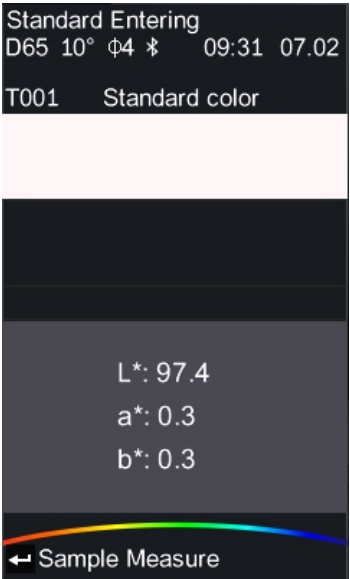 Standard Entering
D65 10° ϕ4 09:31 07.02
T001 Standard color
L*: 97.4
a*: 0.3
b*: 0.3
Sample Measure